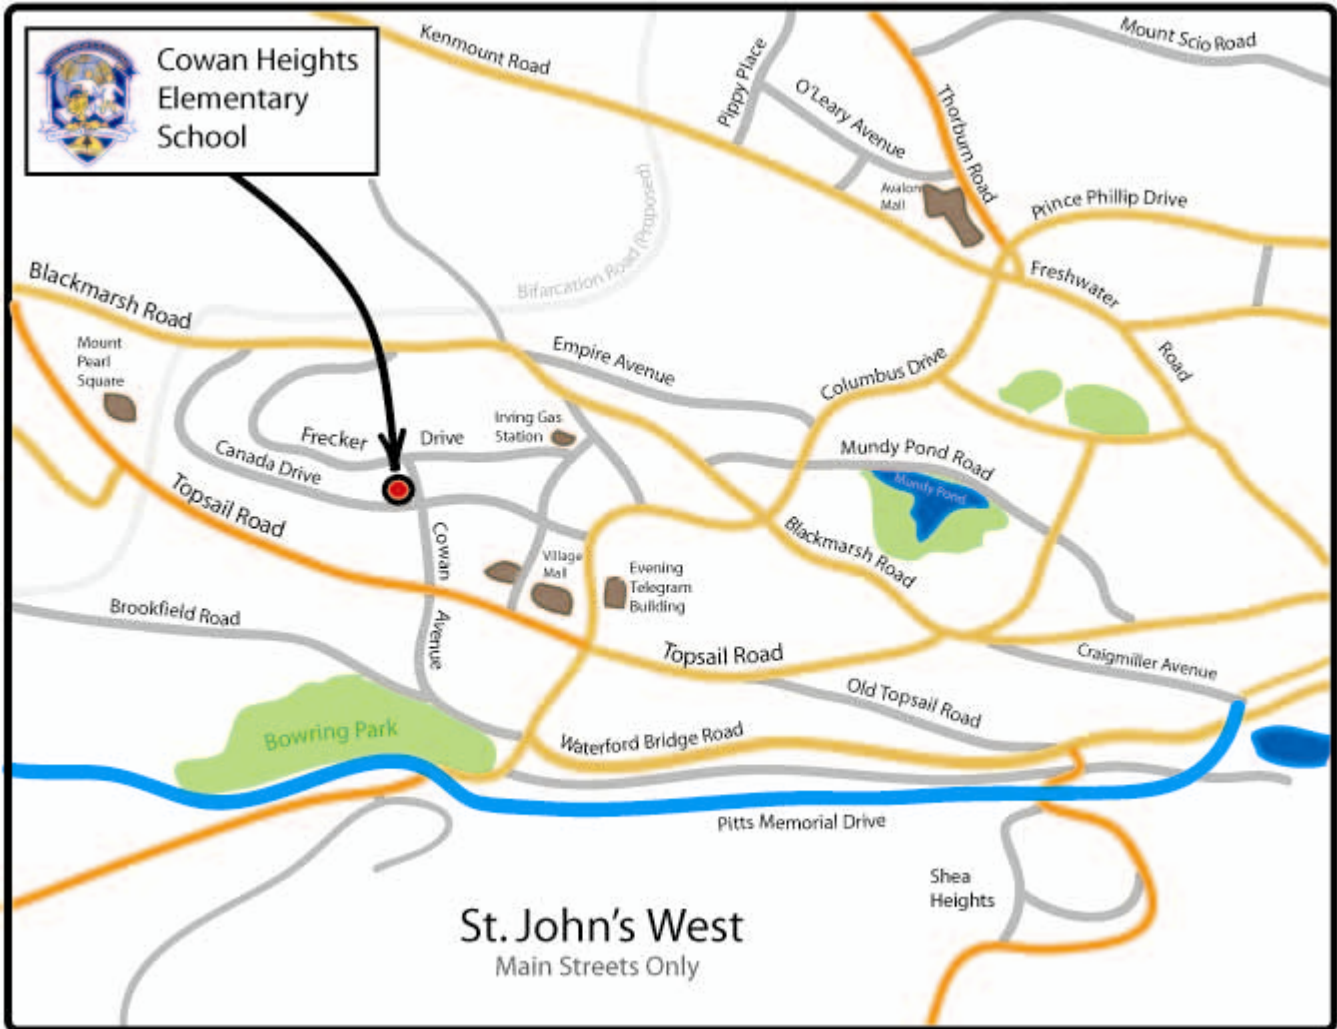 Cowan Heights
Elementary
School
Kenmount Road
Pippy Place
O'Leary Avenue
Thorburn Road
Mount Scio Road
Avalon
Mall
Prince Phillip Drive
Freshwater
Road
Bifarcation Road (Proposed)
Blackmarsh Road
Mount
Pearl
Square
Empire Avenue
Columbus Drive
Irving Gas
Station
Frecker Drive
Canada Drive
Mundy Pond Road
Mundy Pond
Topsail Road
Cowan Avenue
Village
Mall
Evening
Telegram
Building
Blackmarsh Road
Brookfield Road
Topsail Road
Craigmiller Avenue
Old Topsail Road
Bowring Park
Waterford Bridge Road
Pitts Memorial Drive
Shea
Heights
St. John's West
Main Streets Only